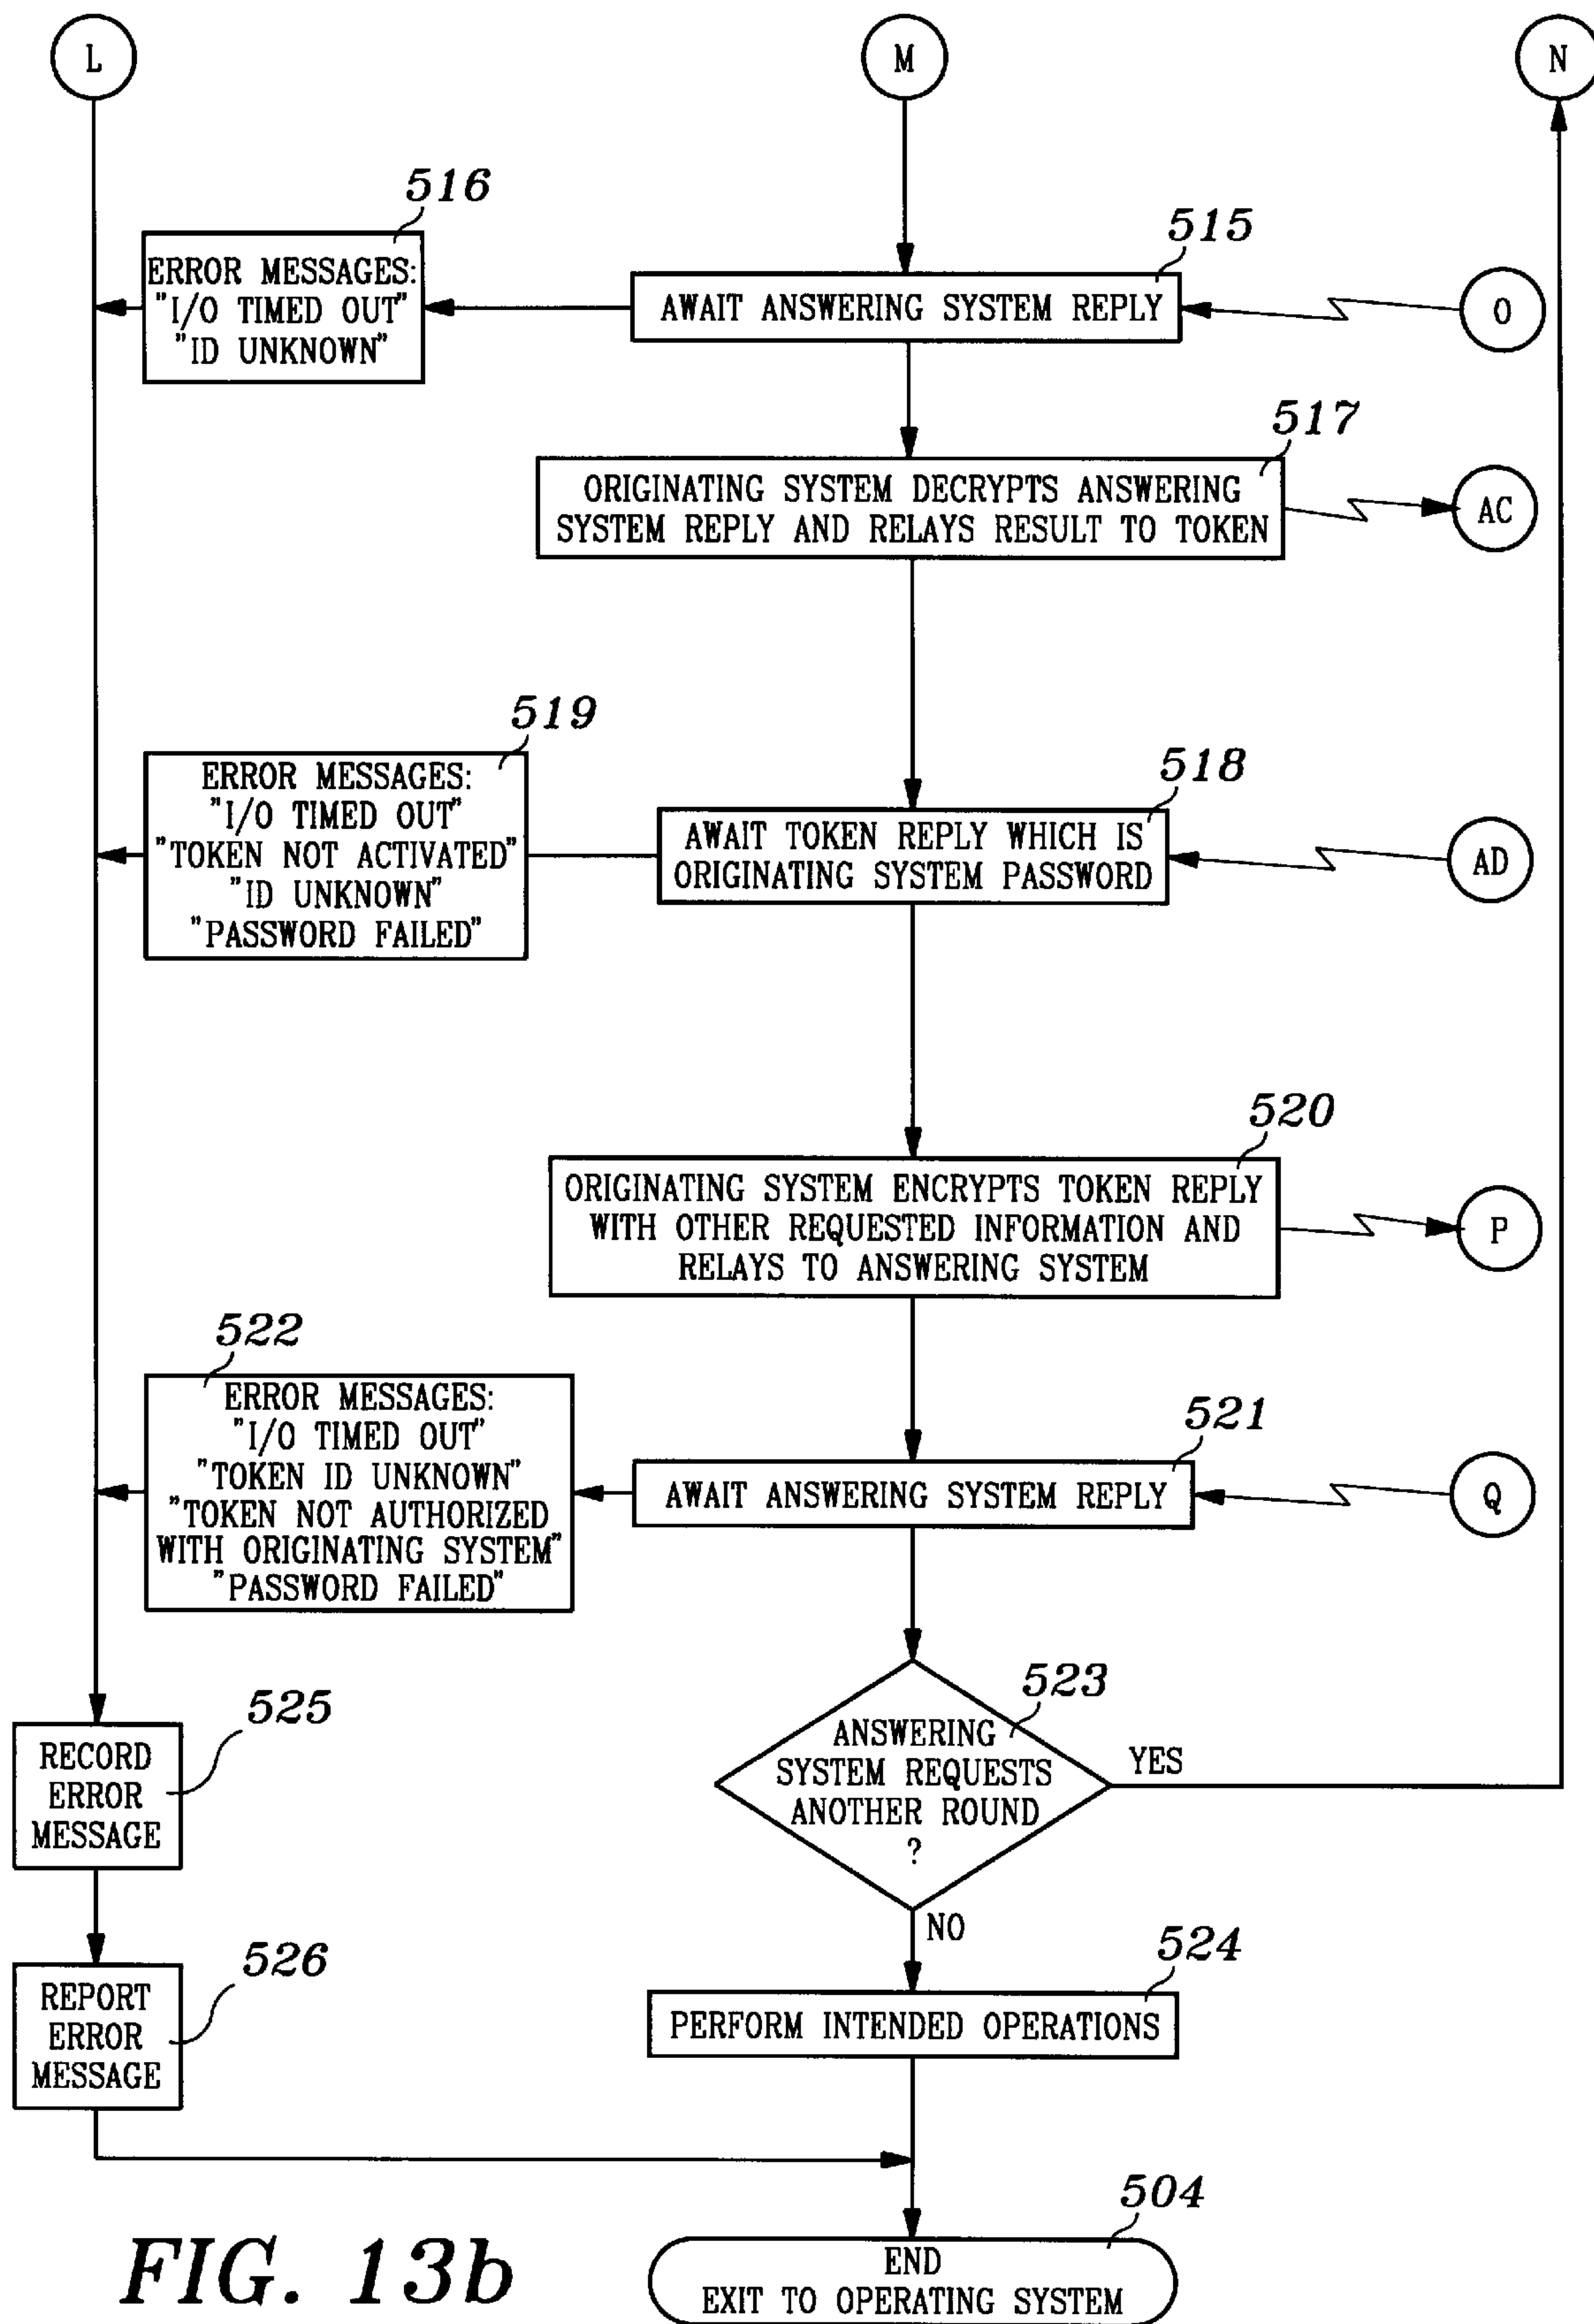 L
M
N
516
515
ERROR MESSAGES:
"I/O TIMED OUT"
"ID UNKNOWN"
AWAIT ANSWERING SYSTEM REPLY
O
517
ORIGINATING SYSTEM DECRYPTS ANSWERING
SYSTEM REPLY AND RELAYS RESULT TO TOKEN
AC
519
518
ERROR MESSAGES:
"I/O TIMED OUT"
"TOKEN NOT ACTIVATED"
"ID UNKNOWN"
"PASSWORD FAILED"
AWAIT TOKEN REPLY WHICH IS
ORIGINATING SYSTEM PASSWORD
AD
520
ORIGINATING SYSTEM ENCRYPTS TOKEN REPLY
WITH OTHER REQUESTED INFORMATION AND
RELAYS TO ANSWERING SYSTEM
P
522
521
ERROR MESSAGES:
"I/O TIMED OUT"
"TOKEN ID UNKNOWN"
"TOKEN NOT AUTHORIZED
WITH ORIGINATING SYSTEM"
"PASSWORD FAILED"
AWAIT ANSWERING SYSTEM REPLY
Q
523
ANSWERING
SYSTEM REQUESTS
ANOTHER ROUND
?
YES
NO
525
RECORD
ERROR
MESSAGE
524
PERFORM INTENDED OPERATIONS
526
REPORT
ERROR
MESSAGE
504
END
EXIT TO OPERATING SYSTEM
FIG. 13b